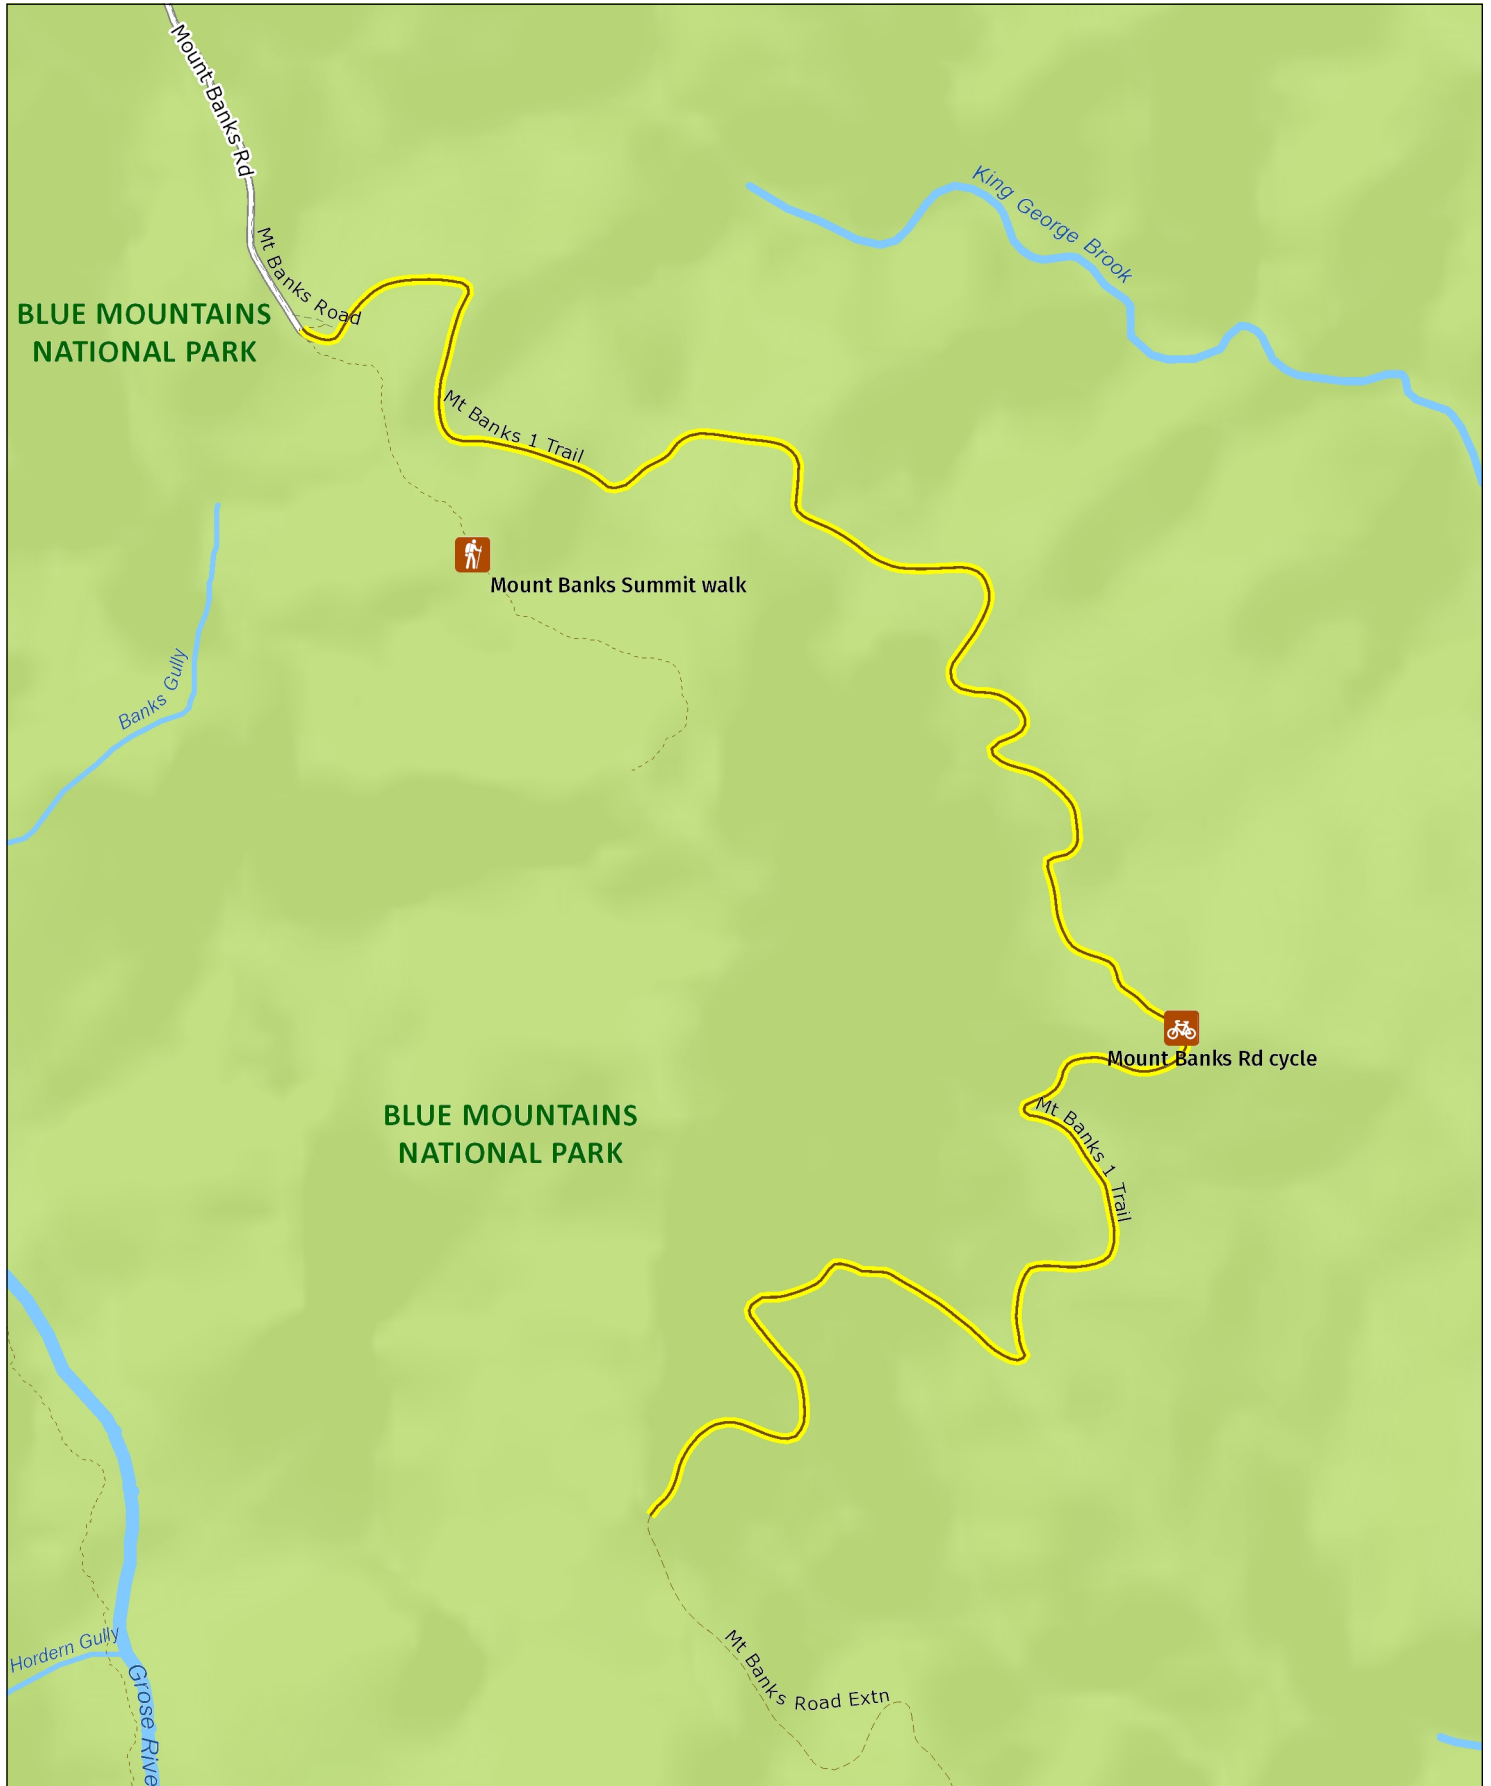 Mount Banks Rd
King George Brook
Mt Banks Road
BLUE MOUNTAINS
NATIONAL PARK
Mt Banks 1 Trail
Mount Banks Summit walk
Banks Gully
Mount Banks Rd cycle
Mt Banks 1 Trail
BLUE MOUNTAINS
NATIONAL PARK
Hordern Gully
Mt Banks Road Extn
Grose Rive